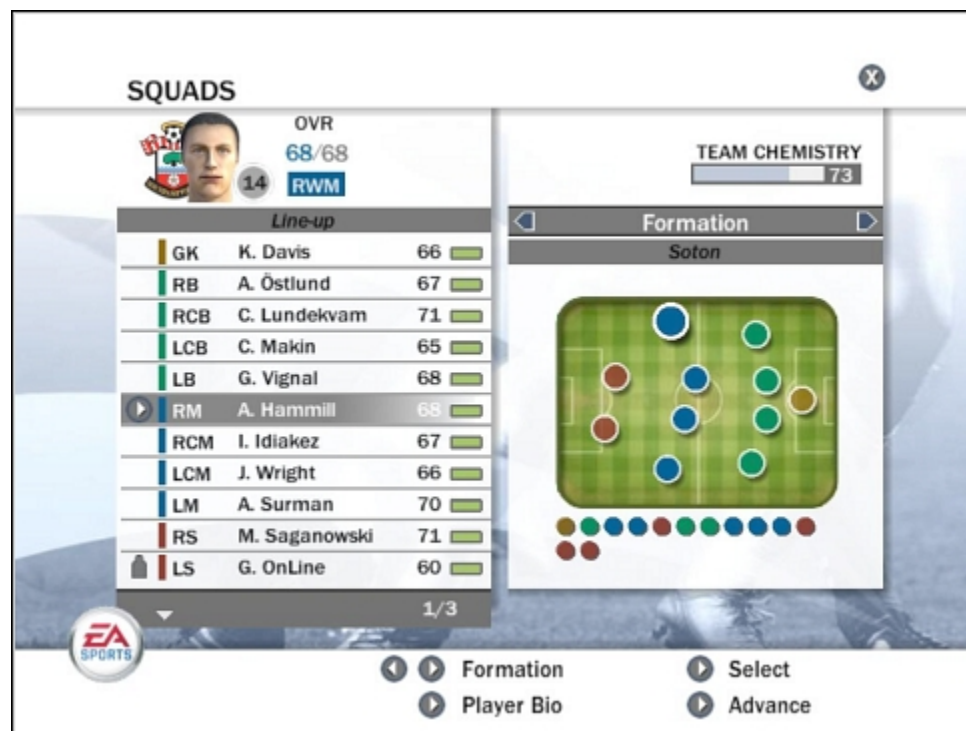 SQUADS
X
OVR
68/68
14
RWM
TEAM CHEMISTRY
73
Line-up
Formation
Soton
GK K. Davis 66
RB A. Östlund 67
RCB C. Lundekvam 71
LCB C. Makin 65
LB G. Vignal 68
RM A. Hammill 68
RCM I. Idiakez 67
LCM J. Wright 66
LM A. Surman 70
RS M. Saganowski 71
LS G. OnLine 60
1/3
EA
SPORTS
Formation
Select
Player Bio
Advance